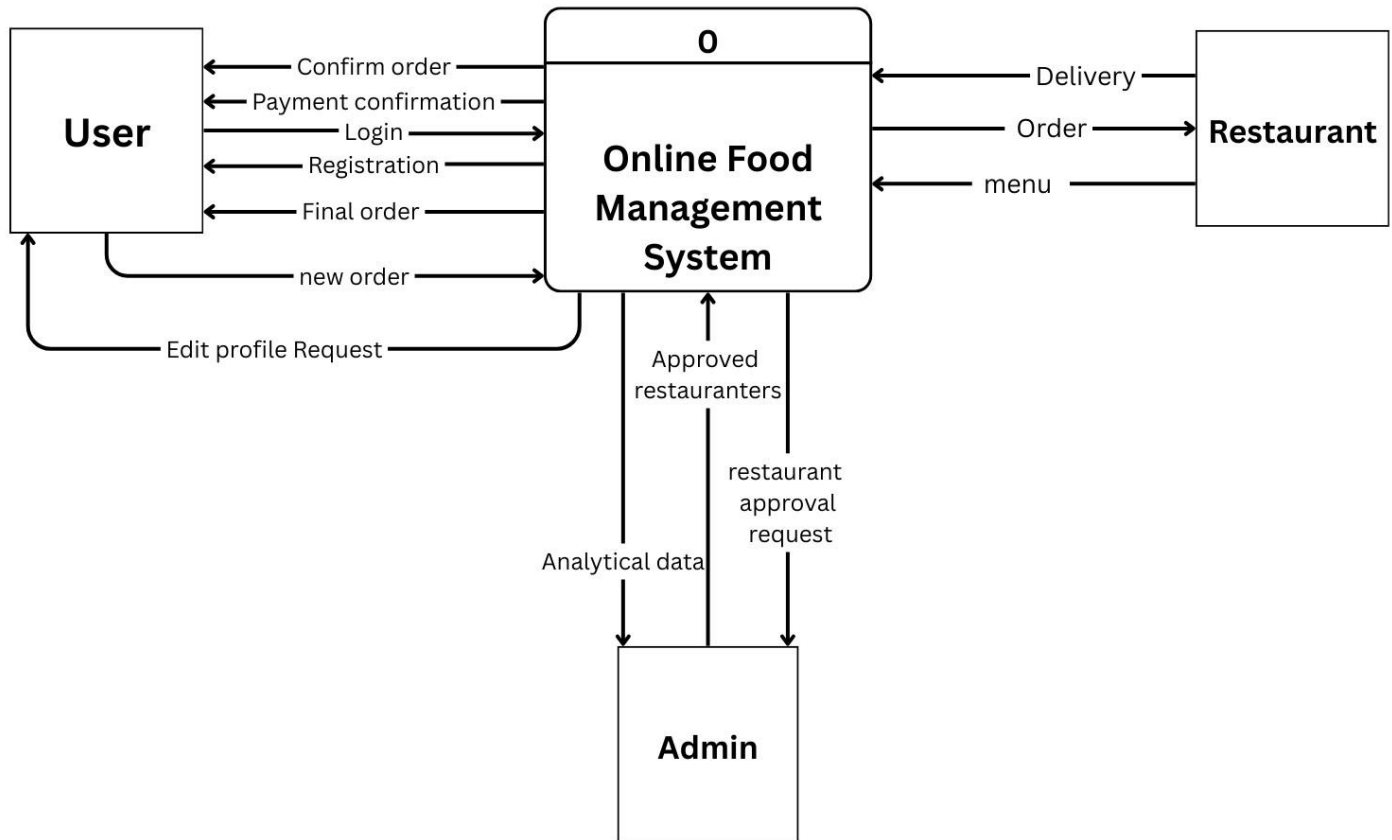 0
Online Food
Management
System
User
Confirm order
Payment confirmation
Login
Registration
Final order
new order
Edit profile Request
Delivery
Order
menu
Restaurant
Approved
restauranters
restaurant
approval
request
Analytical data
Admin